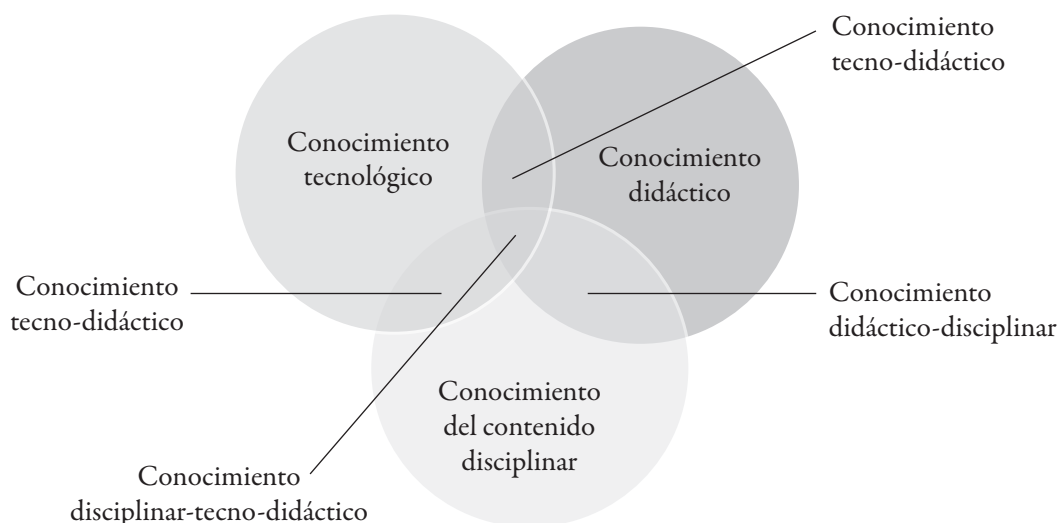 Conocimiento
tecno-didáctico
Conocimiento
tecnológico
Conocimiento
didáctico
Conocimiento
tecno-didáctico
Conocimiento
didáctico-disciplinar
Conocimiento
del contenido
disciplinar
Conocimiento
disciplinar-tecno-didáctico